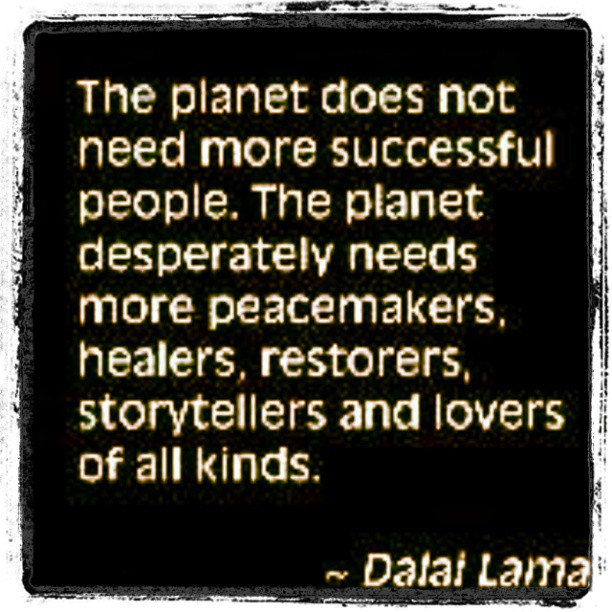 The planet does not
need more successful
people. The planet
desperately needs
more peacemakers,
healers, restorers,
storytellers and lovers
of all kinds.
~ Dalai Lama